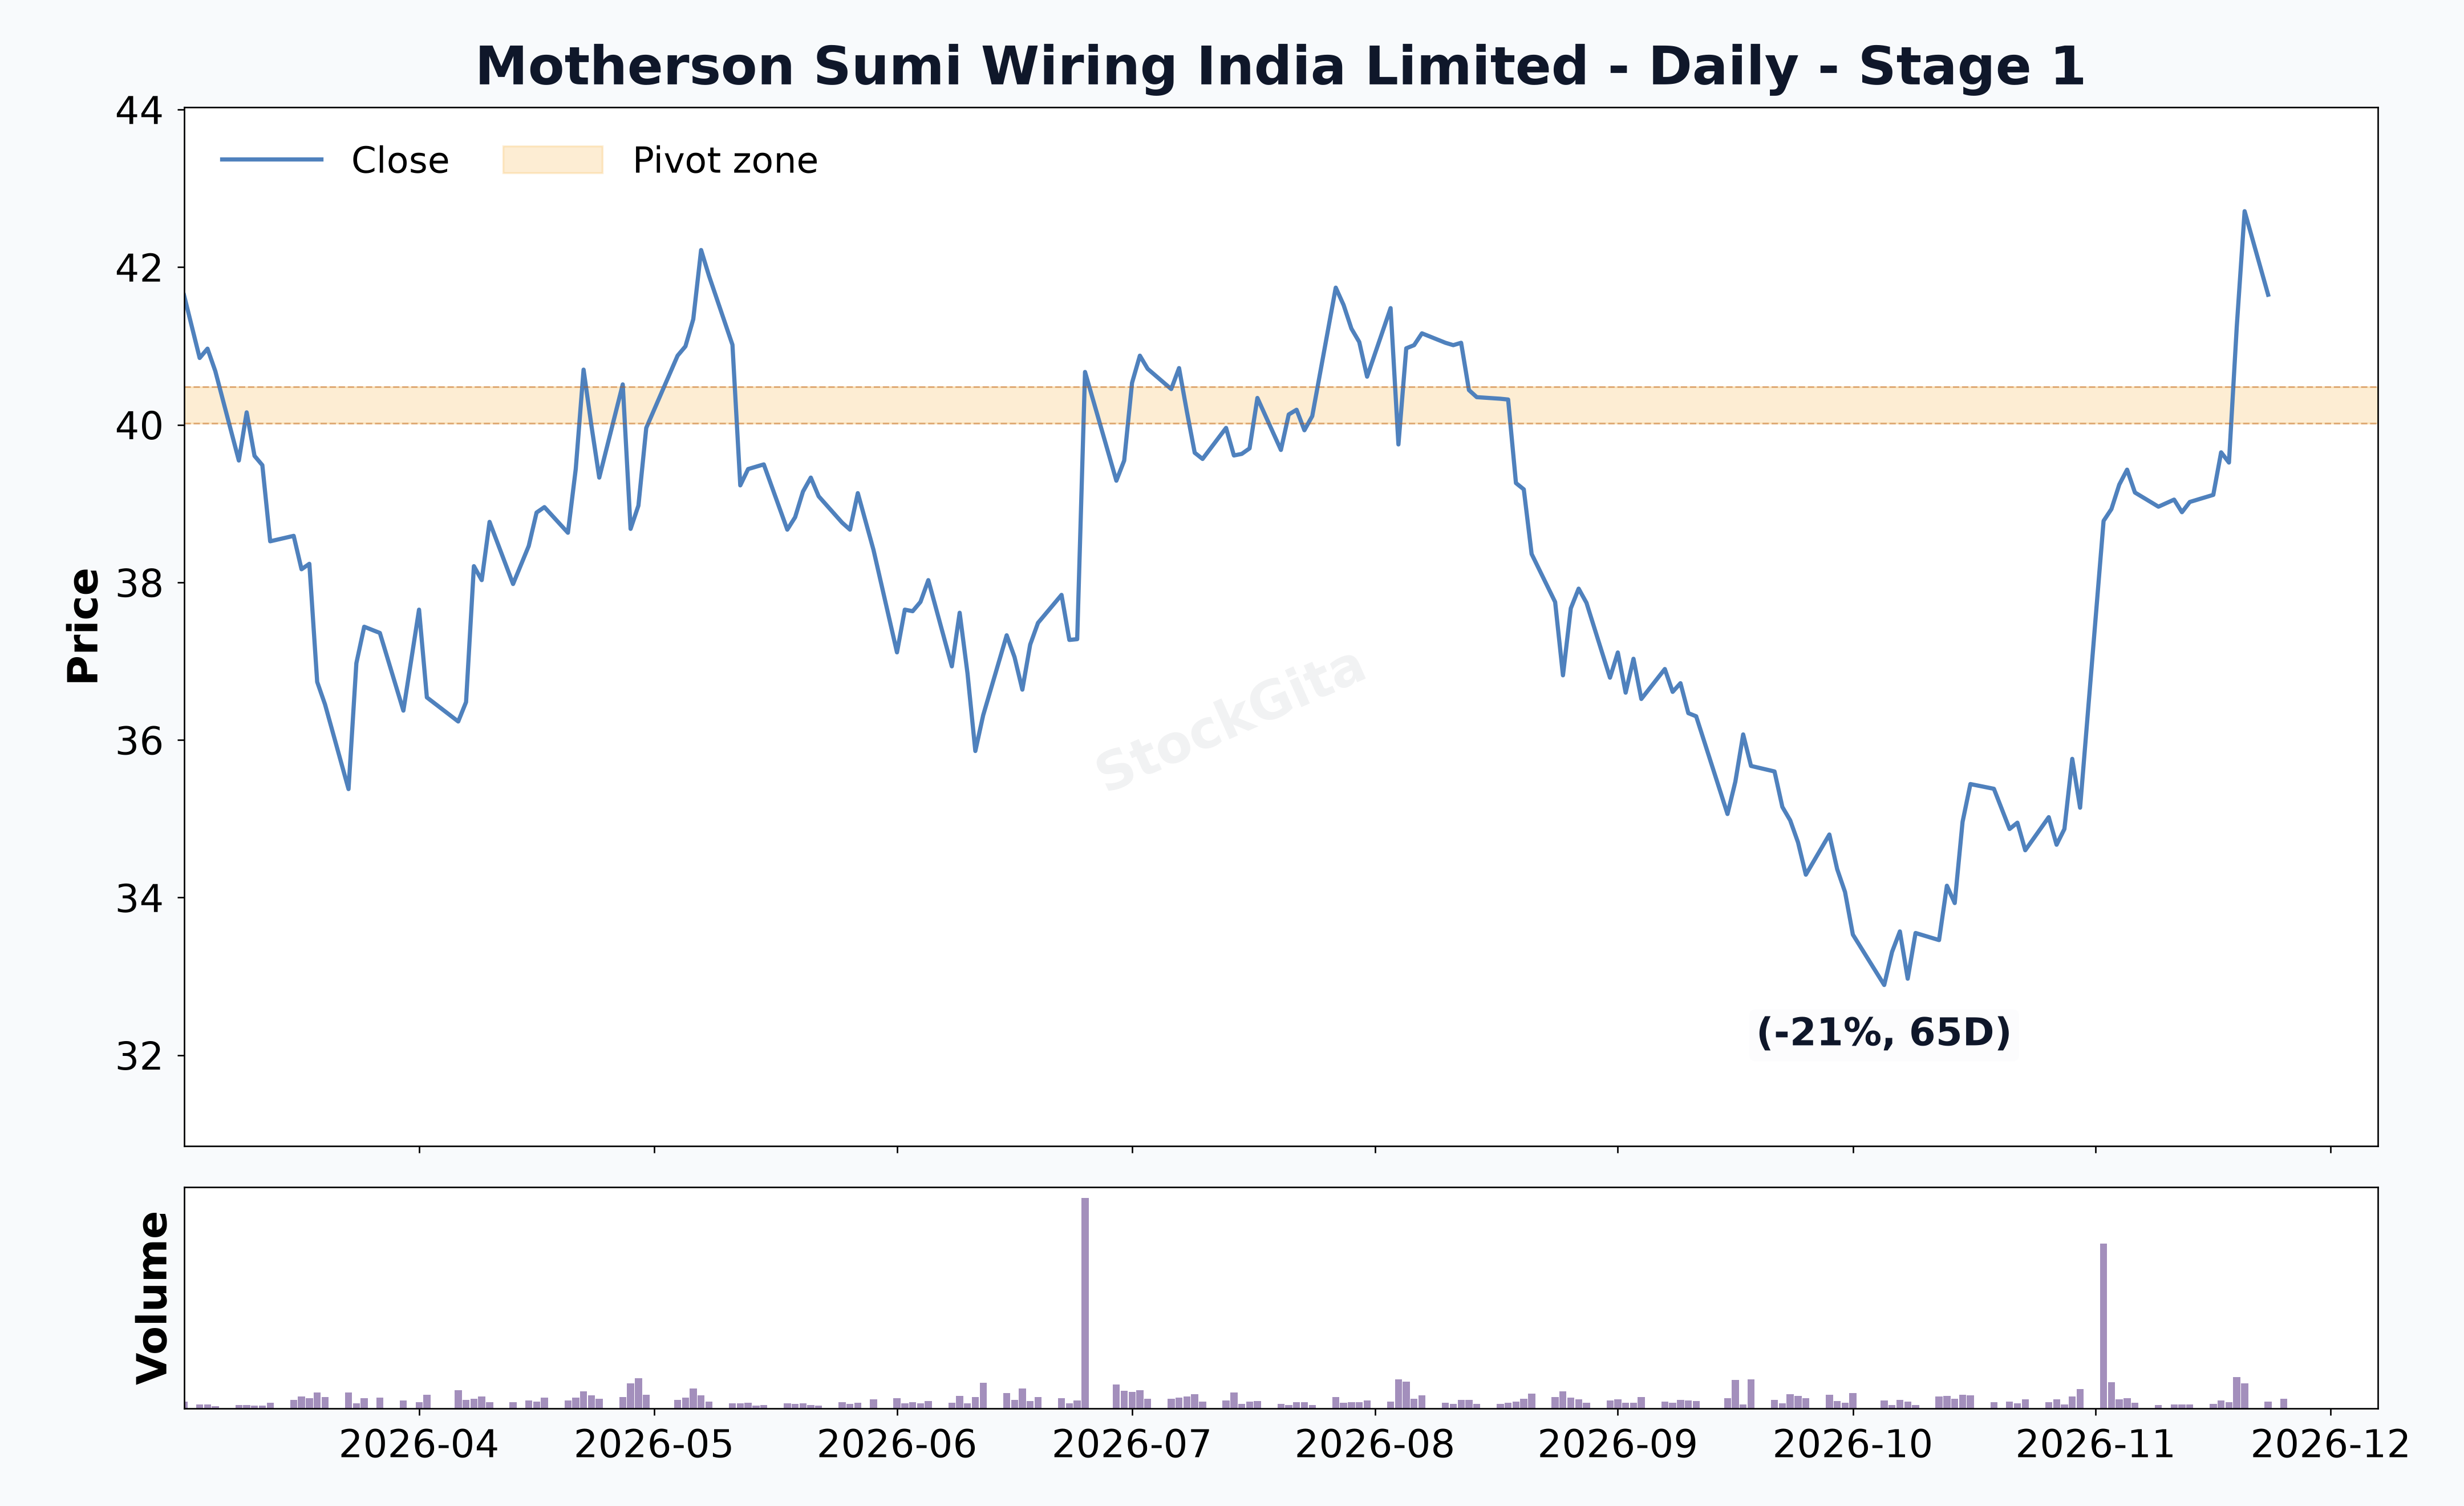 Motherson Sumi Wiring India Limited - Daily - Stage 1
Close
Pivot zone
Price
44
42
40
38
36
34
32
StockGita
(-21%, 65D)
Volume
2026-04
2026-05
2026-06
2026-07
2026-08
2026-09
2026-10
2026-11
2026-12